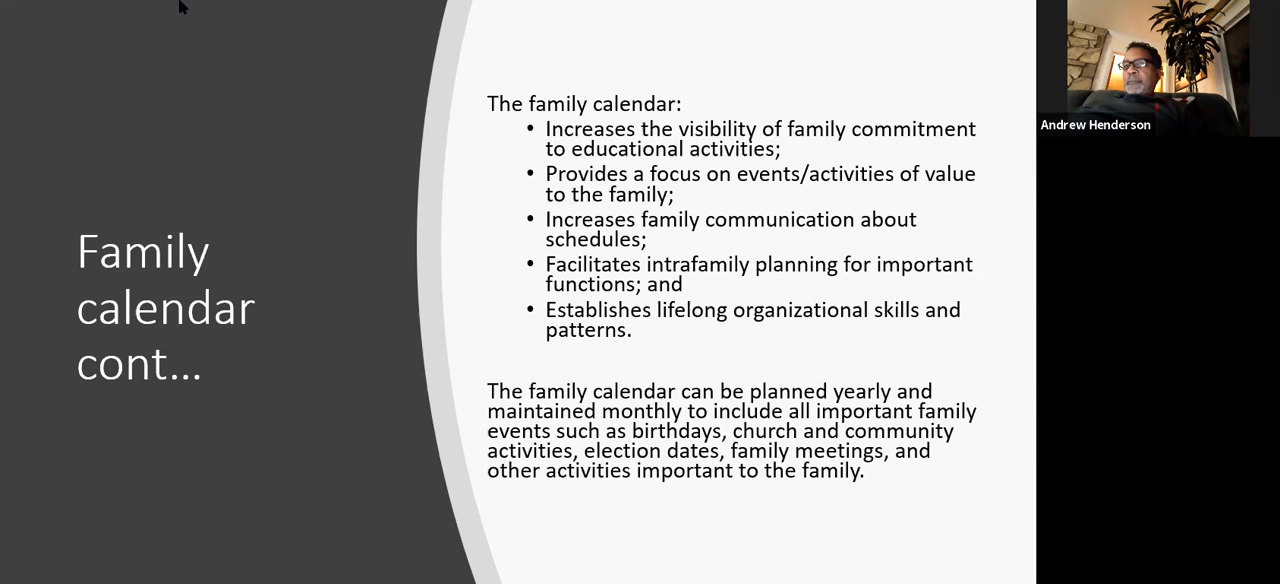 Family
calendar
cont...
The family calendar:
• Increases the visibility of family commitment
to educational activities;
• Provides a focus on events/activities of value
to the family;
• Increases family communication about
schedules;
• Facilitates intrafamily planning for important
functions; and
• Establishes lifelong organizational skills and
patterns.
The family calendar can be planned yearly and
maintained monthly to include all important family
events such as birthdays, church and community
activities, election dates, family meetings, and
other activities important to the family.
Andrew Henderson